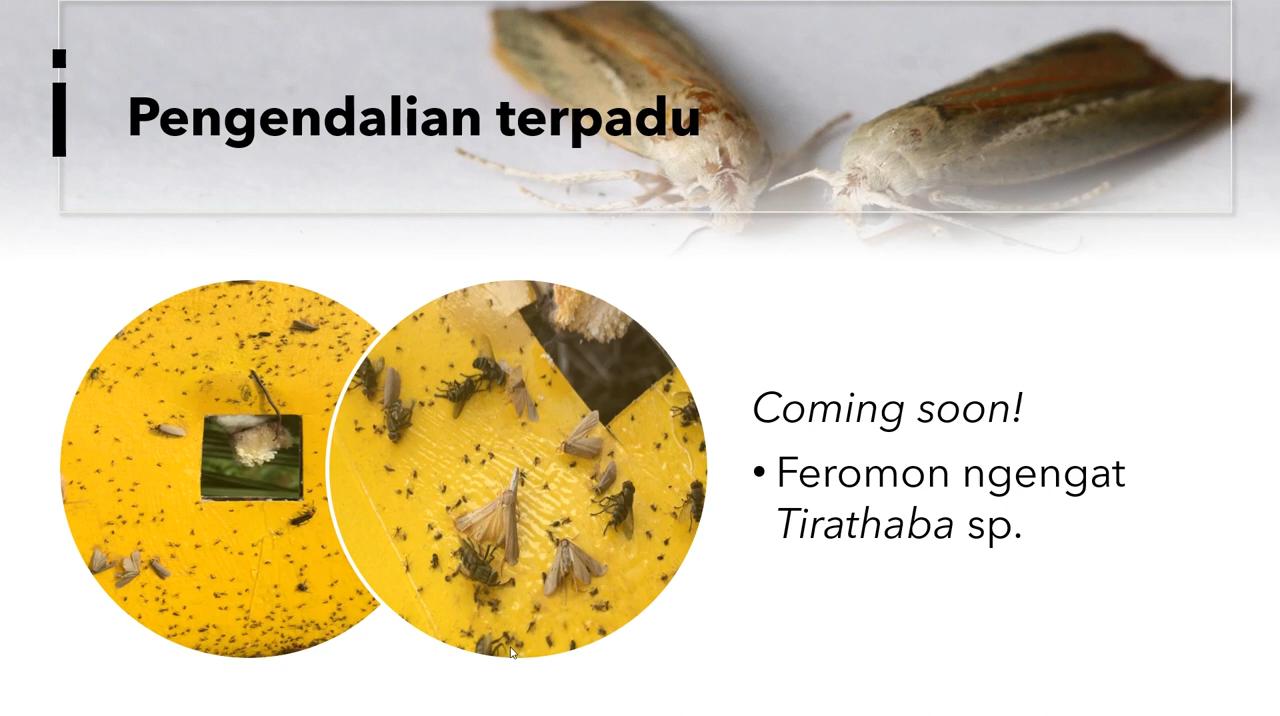 i
Pengendalian terpadu
Coming soon!
• Feromon ngengat
Tirathaba sp.